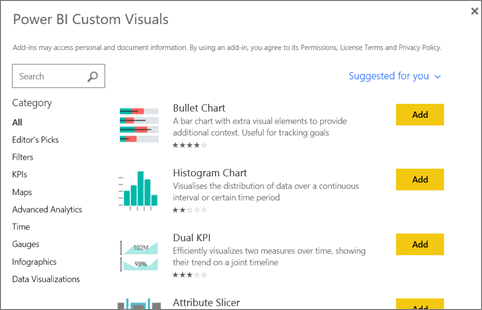 Power BI Custom Visuals
Add-ins may access personal and document information. By using an add-in, you agree to its Permissions, License Terms and Privacy Policy.
Search
Suggested for you
Category
All
Editor's Picks
Filters
KPIs
Maps
Advanced Analytics
Time
Gauges
Infographics
Data Visualizations
Bullet Chart
A bar chart with extra visual elements to provide
additional context. Useful for tracking goals
Add
Histogram Chart
Visualises the distribution of data over a continuous
interval or certain time period
Add
102M
98%
Dual KPI
Efficiently visualizes two measures over time, showing
their trend on a joint timeline
Add
Attribute Slicer
Add